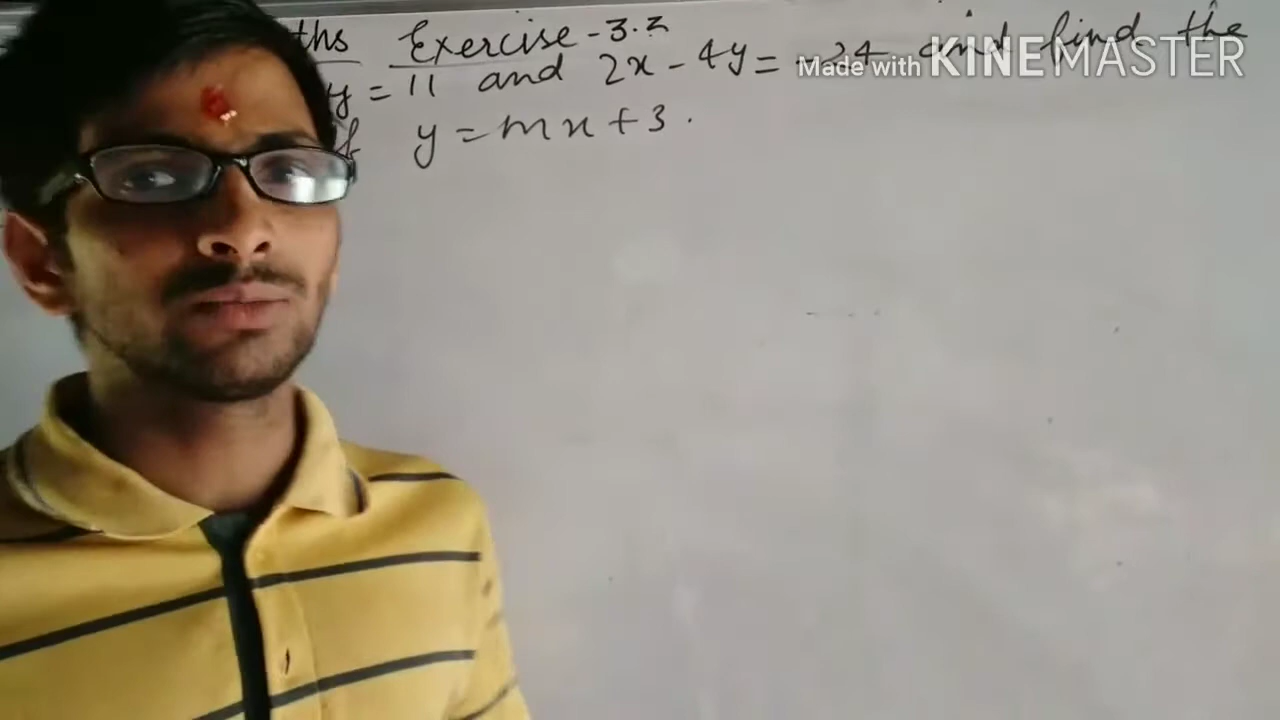 ths Exercise - 3.3
y = 11 and 2x - 4y = -24 and find the
f y = mx + 3.
Made with KINEMASTER